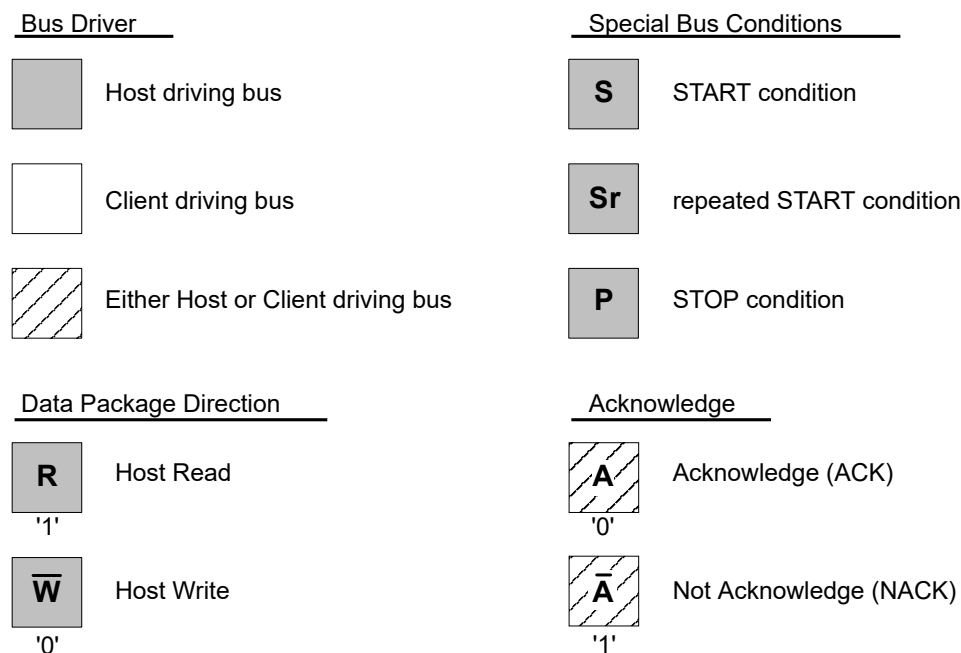 Bus Driver
Host driving bus
Client driving bus
Either Host or Client driving bus
Special Bus Conditions
S START condition
Sr repeated START condition
P STOP condition
Data Package Direction
R Host Read
'1'
W̅ Host Write
'0'
Acknowledge
A Acknowledge (ACK)
'0'
A̅ Not Acknowledge (NACK)
'1'